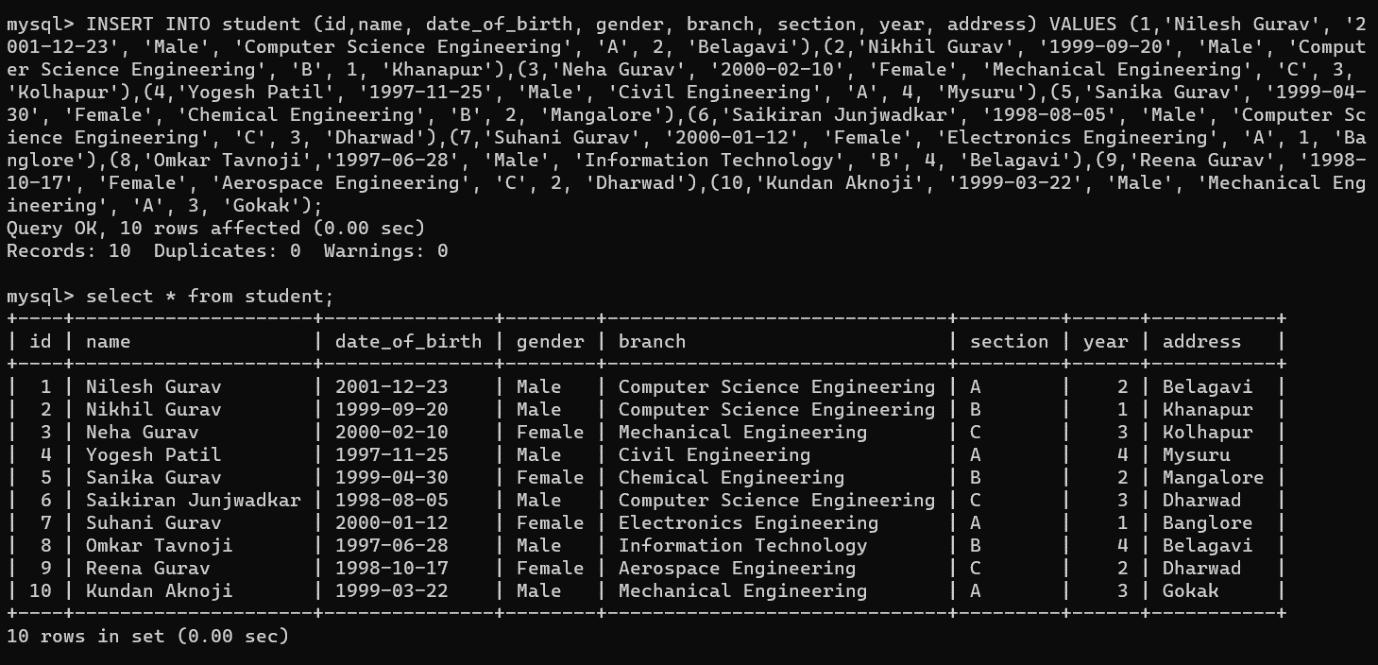 mysql> INSERT INTO student (id,name, date_of_birth, gender, branch, section, year, address) VALUES (1,'Nilesh Gurav', '2
001-12-23', 'Male', 'Computer Science Engineering', 'A', 2, 'Belagavi'),(2,'Nikhil Gurav', '1999-09-20', 'Male', 'Comput
er Science Engineering', 'B', 1, 'Khanapur'),(3,'Neha Gurav', '2000-02-10', 'Female', 'Mechanical Engineering', 'C', 3,
'Kolhapur'),(4,'Yogesh Patil', '1997-11-25', 'Male', 'Civil Engineering', 'A', 4, 'Mysuru'),(5,'Sanika Gurav', '1999-04-
30', 'Female', 'Chemical Engineering', 'B', 2, 'Mangalore'),(6,'Saikiran Junjwadkar', '1998-08-05', 'Male', 'Computer Sc
ience Engineering', 'C', 3, 'Dharwad'),(7,'Suhani Gurav', '2000-01-12', 'Female', 'Electronics Engineering', 'A', 1, 'Ba
nglore'),(8,'Omkar Tavnoji','1997-06-28', 'Male', 'Information Technology', 'B', 4, 'Belagavi'),(9,'Reena Gurav', '1998-
10-17', 'Female', 'Aerospace Engineering', 'C', 2, 'Dharwad'),(10,'Kundan Aknoji', '1999-03-22', 'Male', 'Mechanical Eng
ineering', 'A', 3, 'Gokak');
Query OK, 10 rows affected (0.00 sec)
Records: 10  Duplicates: 0  Warnings: 0

mysql> select * from student;
+----+---------------------+---------------+--------+------------------------------+---------+------+-----------+
| id | name                | date_of_birth | gender | branch                       | section | year | address   |
+----+---------------------+---------------+--------+------------------------------+---------+------+-----------+
|  1 | Nilesh Gurav        | 2001-12-23    | Male   | Computer Science Engineering | A       |    2 | Belagavi  |
|  2 | Nikhil Gurav        | 1999-09-20    | Male   | Computer Science Engineering | B       |    1 | Khanapur  |
|  3 | Neha Gurav          | 2000-02-10    | Female | Mechanical Engineering       | C       |    3 | Kolhapur  |
|  4 | Yogesh Patil        | 1997-11-25    | Male   | Civil Engineering            | A       |    4 | Mysuru    |
|  5 | Sanika Gurav        | 1999-04-30    | Female | Chemical Engineering         | B       |    2 | Mangalore |
|  6 | Saikiran Junjwadkar | 1998-08-05    | Male   | Computer Science Engineering | C       |    3 | Dharwad   |
|  7 | Suhani Gurav        | 2000-01-12    | Female | Electronics Engineering      | A       |    1 | Banglore  |
|  8 | Omkar Tavnoji       | 1997-06-28    | Male   | Information Technology       | B       |    4 | Belagavi  |
|  9 | Reena Gurav         | 1998-10-17    | Female | Aerospace Engineering        | C       |    2 | Dharwad   |
| 10 | Kundan Aknoji       | 1999-03-22    | Male   | Mechanical Engineering       | A       |    3 | Gokak     |
+----+---------------------+---------------+--------+------------------------------+---------+------+-----------+
10 rows in set (0.00 sec)